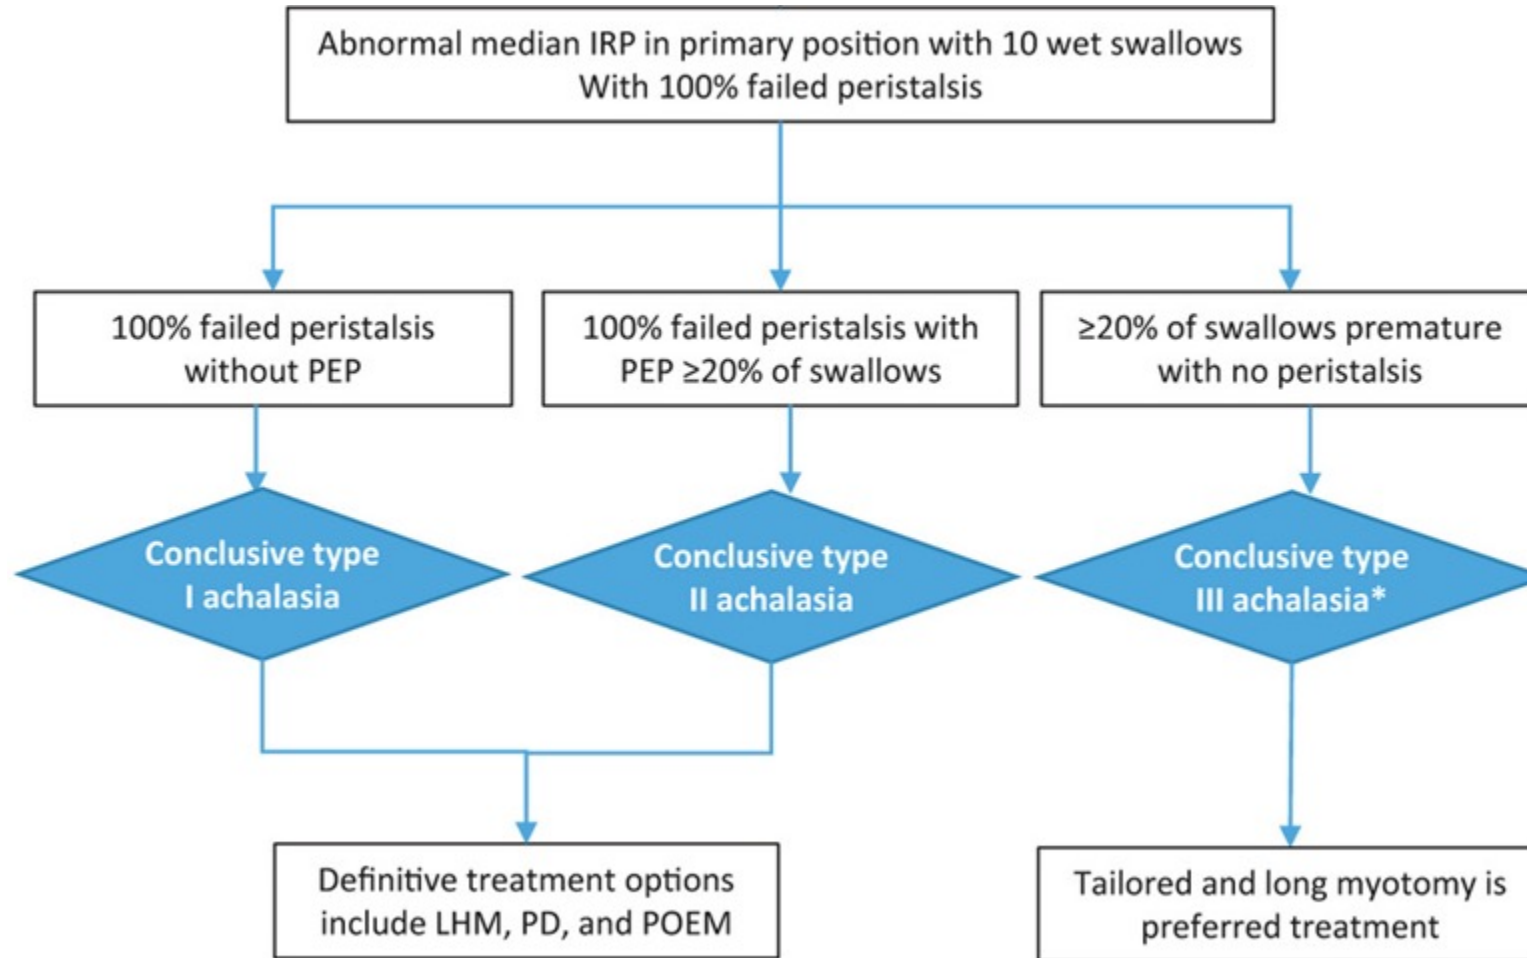 Abnormal median IRP in primary position with 10 wet swallows
With 100% failed peristalsis
100% failed peristalsis
without PEP
100% failed peristalsis with
PEP ≥20% of swallows
≥20% of swallows premature
with no peristalsis
Conclusive type
I achalasia
Conclusive type
II achalasia
Conclusive type
III achalasia*
Definitive treatment options
include LHM, PD, and POEM
Tailored and long myotomy is
preferred treatment